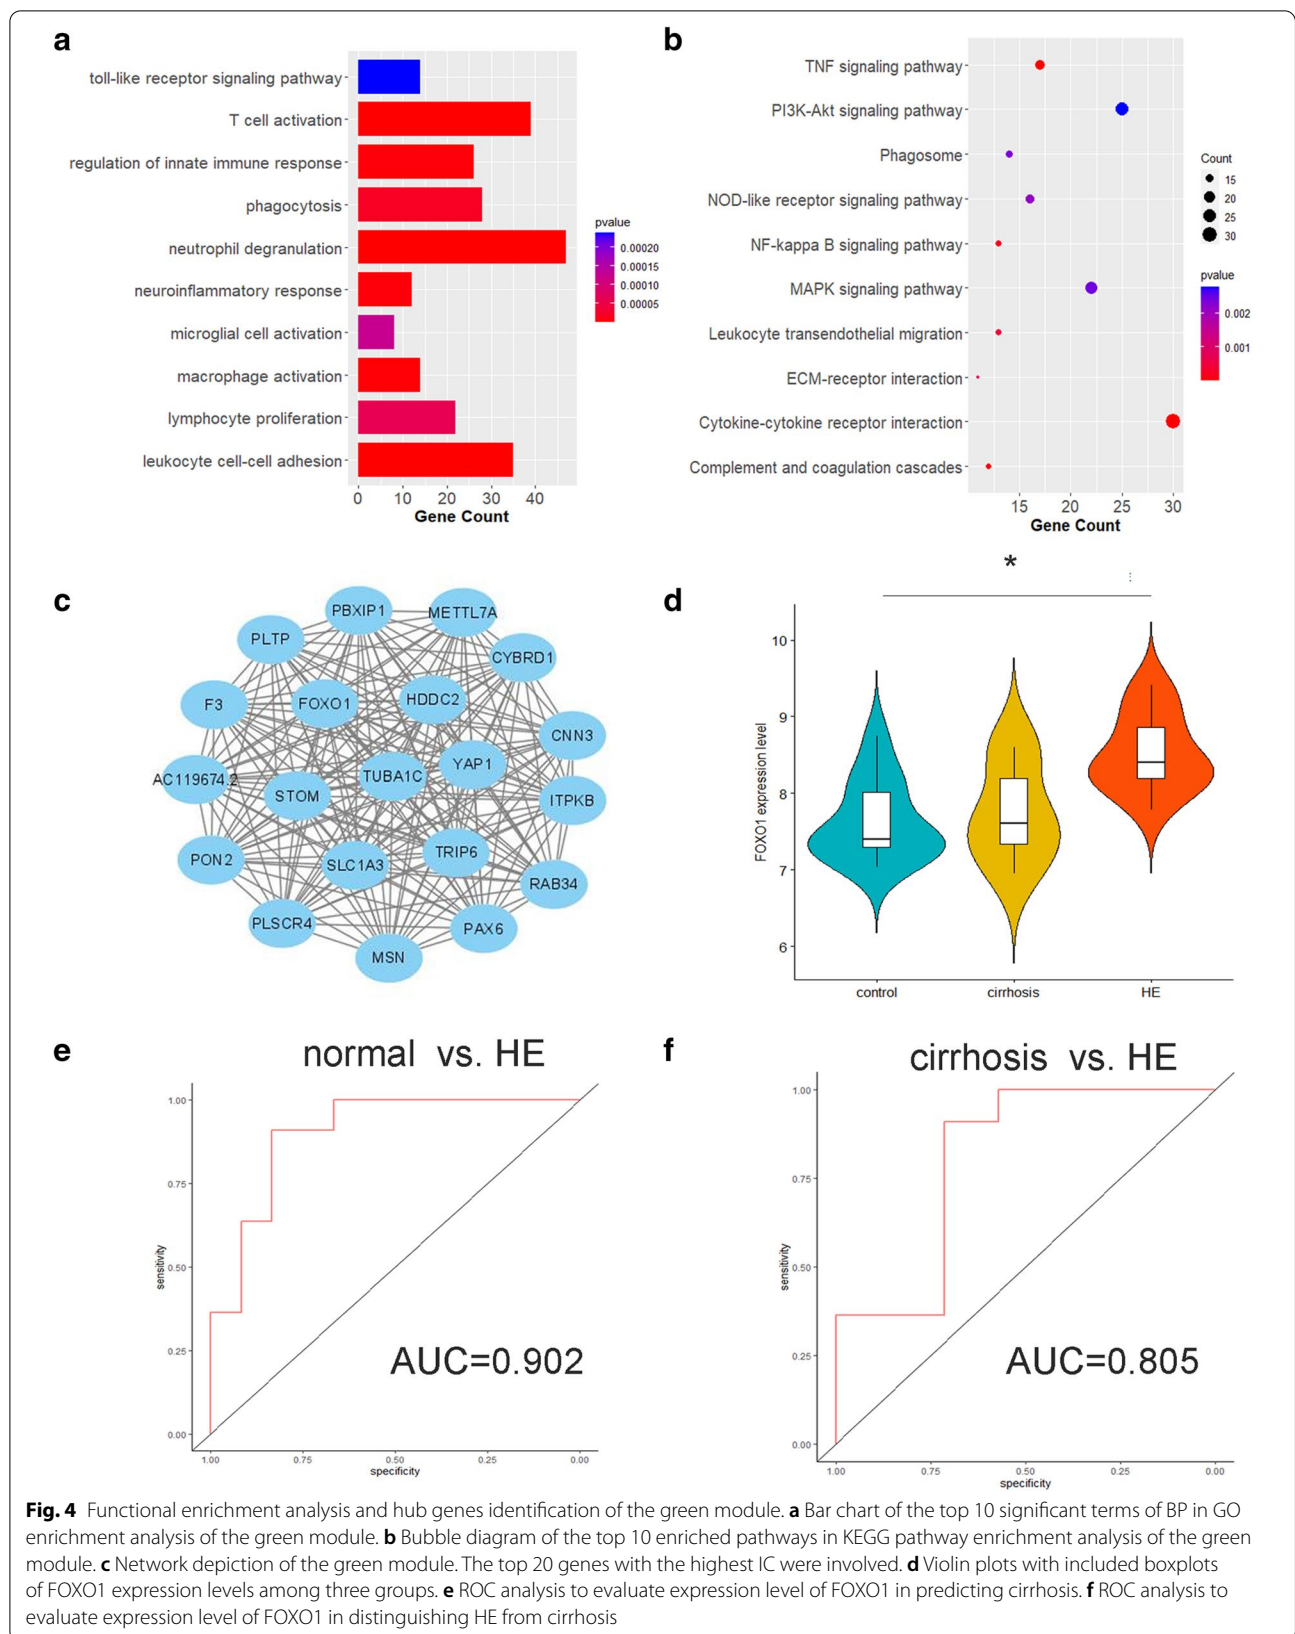 a
toll-like receptor signaling pathway
T cell activation
regulation of innate immune response
phagocytosis
neutrophil degranulation
neuroinflammatory response
microglial cell activation
macrophage activation
lymphocyte proliferation
leukocyte cell-cell adhesion
0 10 20 30 40
Gene Count
pvalue
0.00020
0.00015
0.00010
0.00005
b
TNF signaling pathway
PI3K-Akt signaling pathway
Phagosome
NOD-like receptor signaling pathway
NF-kappa B signaling pathway
MAPK signaling pathway
Leukocyte transendothelial migration
ECM-receptor interaction
Cytokine-cytokine receptor interaction
Complement and coagulation cascades
15 20 25 30
Gene Count
Count
15
20
25
30
pvalue
0.002
0.001
c
PBXIP1
METTL7A
PLTP
CYBRD1
F3
FOXO1
HDDC2
CNN3
AC119674.2
TUBA1C
YAP1
STOM
ITPKB
PON2
SLC1A3
TRIP6
RAB34
PLSCR4
PAX6
MSN
d
*
FOXO1 expression level
10
9
8
7
6
control cirrhosis HE
e
normal vs. HE
sensitivity
1.00
0.75
0.50
0.25
0.00
AUC=0.902
1.00 0.75 0.50 0.25 0.00
specificity
f
cirrhosis vs. HE
sensitivity
1.00
0.75
0.50
0.25
0.00
AUC=0.805
1.00 0.75 0.50 0.25 0.00
specificity
Fig. 4 Functional enrichment analysis and hub genes identification of the green module. a Bar chart of the top 10 significant terms of BP in GO
enrichment analysis of the green module. b Bubble diagram of the top 10 enriched pathways in KEGG pathway enrichment analysis of the green
module. c Network depiction of the green module. The top 20 genes with the highest IC were involved. d Violin plots with included boxplots
of FOXO1 expression levels among three groups. e ROC analysis to evaluate expression level of FOXO1 in predicting cirrhosis. f ROC analysis to
evaluate expression level of FOXO1 in distinguishing HE from cirrhosis